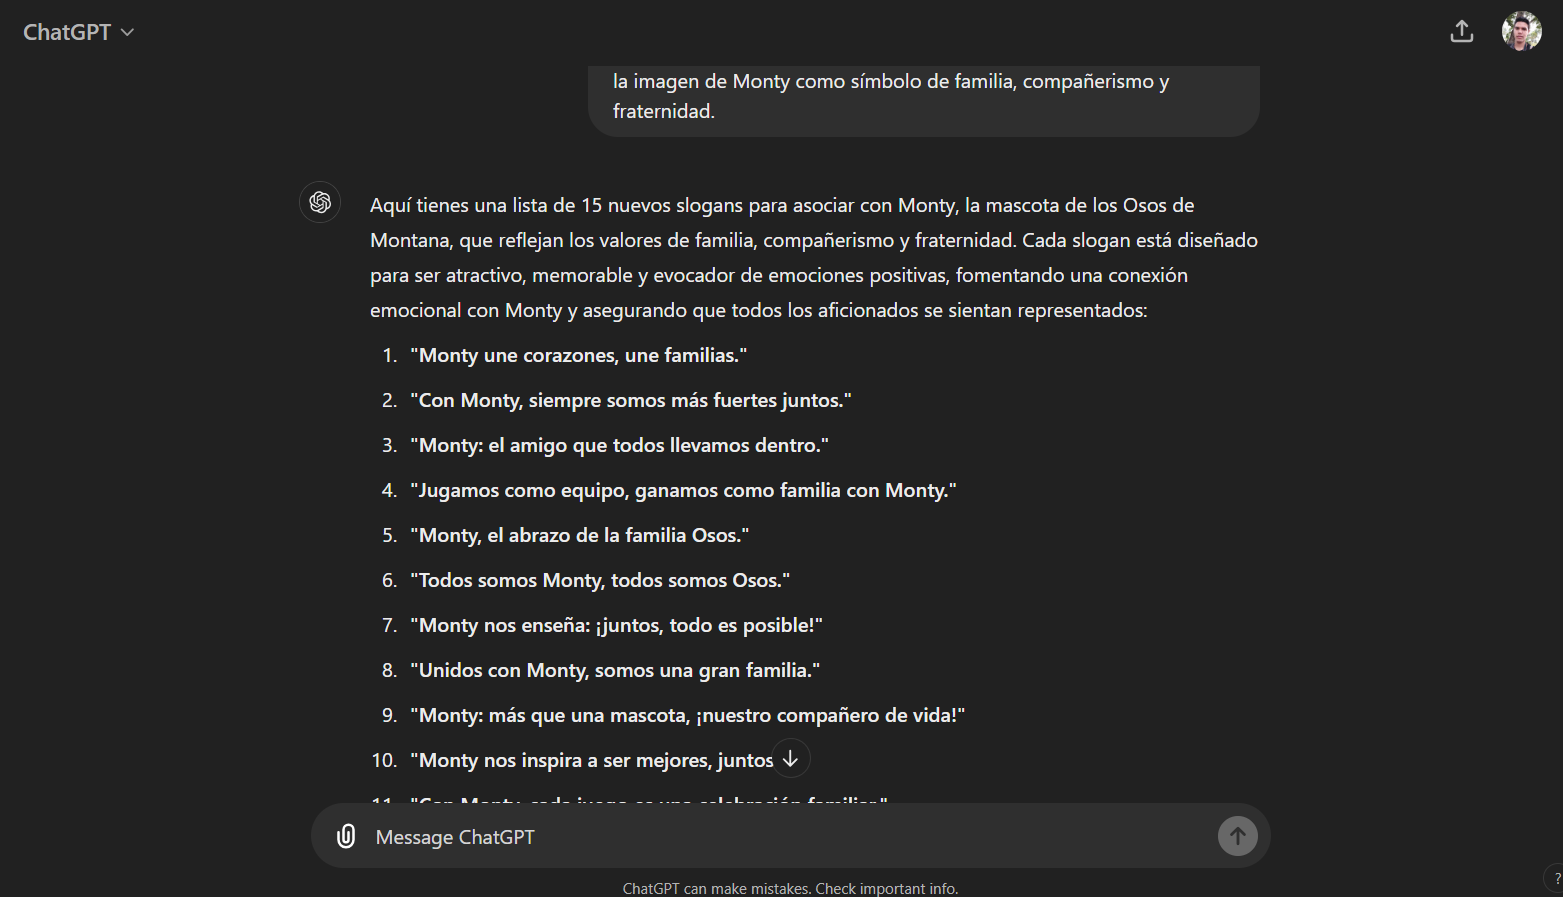 ChatGPT
la imagen de Monty como símbolo de familia, compañerismo y
fraternidad.
Aquí tienes una lista de 15 nuevos slogans para asociar con Monty, la mascota de los Osos de
Montana, que reflejan los valores de familia, compañerismo y fraternidad. Cada slogan está diseñado
para ser atractivo, memorable y evocador de emociones positivas, fomentando una conexión
emocional con Monty y asegurando que todos los aficionados se sientan representados:
1. "Monty une corazones, une familias."
2. "Con Monty, siempre somos más fuertes juntos."
3. "Monty: el amigo que todos llevamos dentro."
4. "Jugamos como equipo, ganamos como familia con Monty."
5. "Monty, el abrazo de la familia Osos."
6. "Todos somos Monty, todos somos Osos."
7. "Monty nos enseña: ¡juntos, todo es posible!"
8. "Unidos con Monty, somos una gran familia."
9. "Monty: más que una mascota, ¡nuestro compañero de vida!"
10. "Monty nos inspira a ser mejores, juntos
11. "Con Monty, cada juego es una celebración familiar."
Message ChatGPT
ChatGPT can make mistakes. Check important info.
?